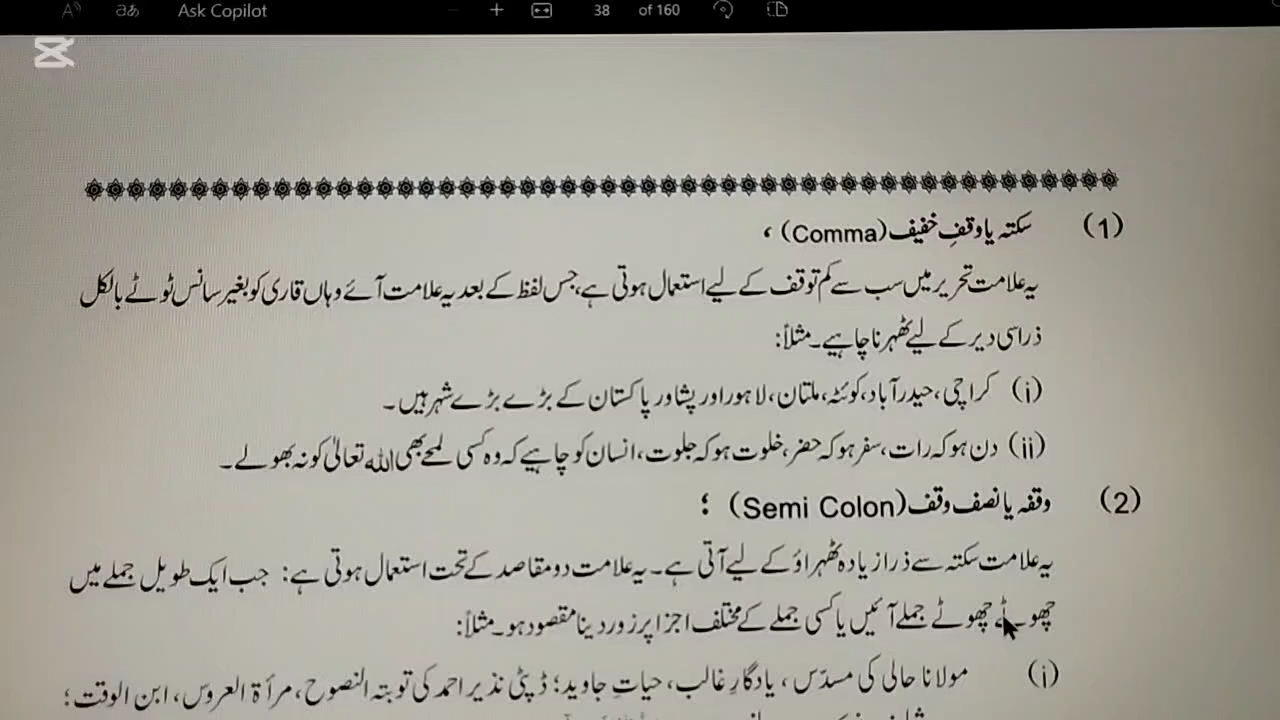 Ask Copilot
38 of 160
(1) سکتہ یا وقفِ خفیف (Comma) ،
یہ علامت تحریر میں سب سے کم توقف کے لیے استعمال ہوتی ہے، جس لفظ کے بعد یہ علامت آئے وہاں قاری کو بغیر سانس ٹوٹے بالکل
ذرا سی دیر کے لیے ٹھہرنا چاہیے۔ مثلاً:
(i) کراچی، حیدر آباد، کوئٹہ، ملتان، لاہور اور پشاور پاکستان کے بڑے بڑے شہر ہیں۔
(ii) دن ہو کہ رات، سفر ہو کہ حضر، خلوت ہو کہ جلوت، انسان کو چاہیے کہ وہ کسی لمحے بھی اللہ تعالیٰ کو نہ بھولے۔
(2) وقفہ یا نصف وقف (Semi Colon) ؛
یہ علامت سکتہ سے ذرا زیادہ ٹھہراؤ کے لیے آتی ہے۔ یہ علامت دو مقاصد کے تحت استعمال ہوتی ہے: جب ایک طویل جملے میں
چھوٹے چھوٹے جملے آئیں یا کسی جملے کے مختلف اجزا پر زور دینا مقصود ہو۔ مثلاً:
(i) مولانا حالی کی مسدّس، یادگارِ غالب، حیاتِ جاوید؛ ڈپٹی نذیر احمد کی توبتہ النصوح، مرأۃ العروس، ابن الوقت؛